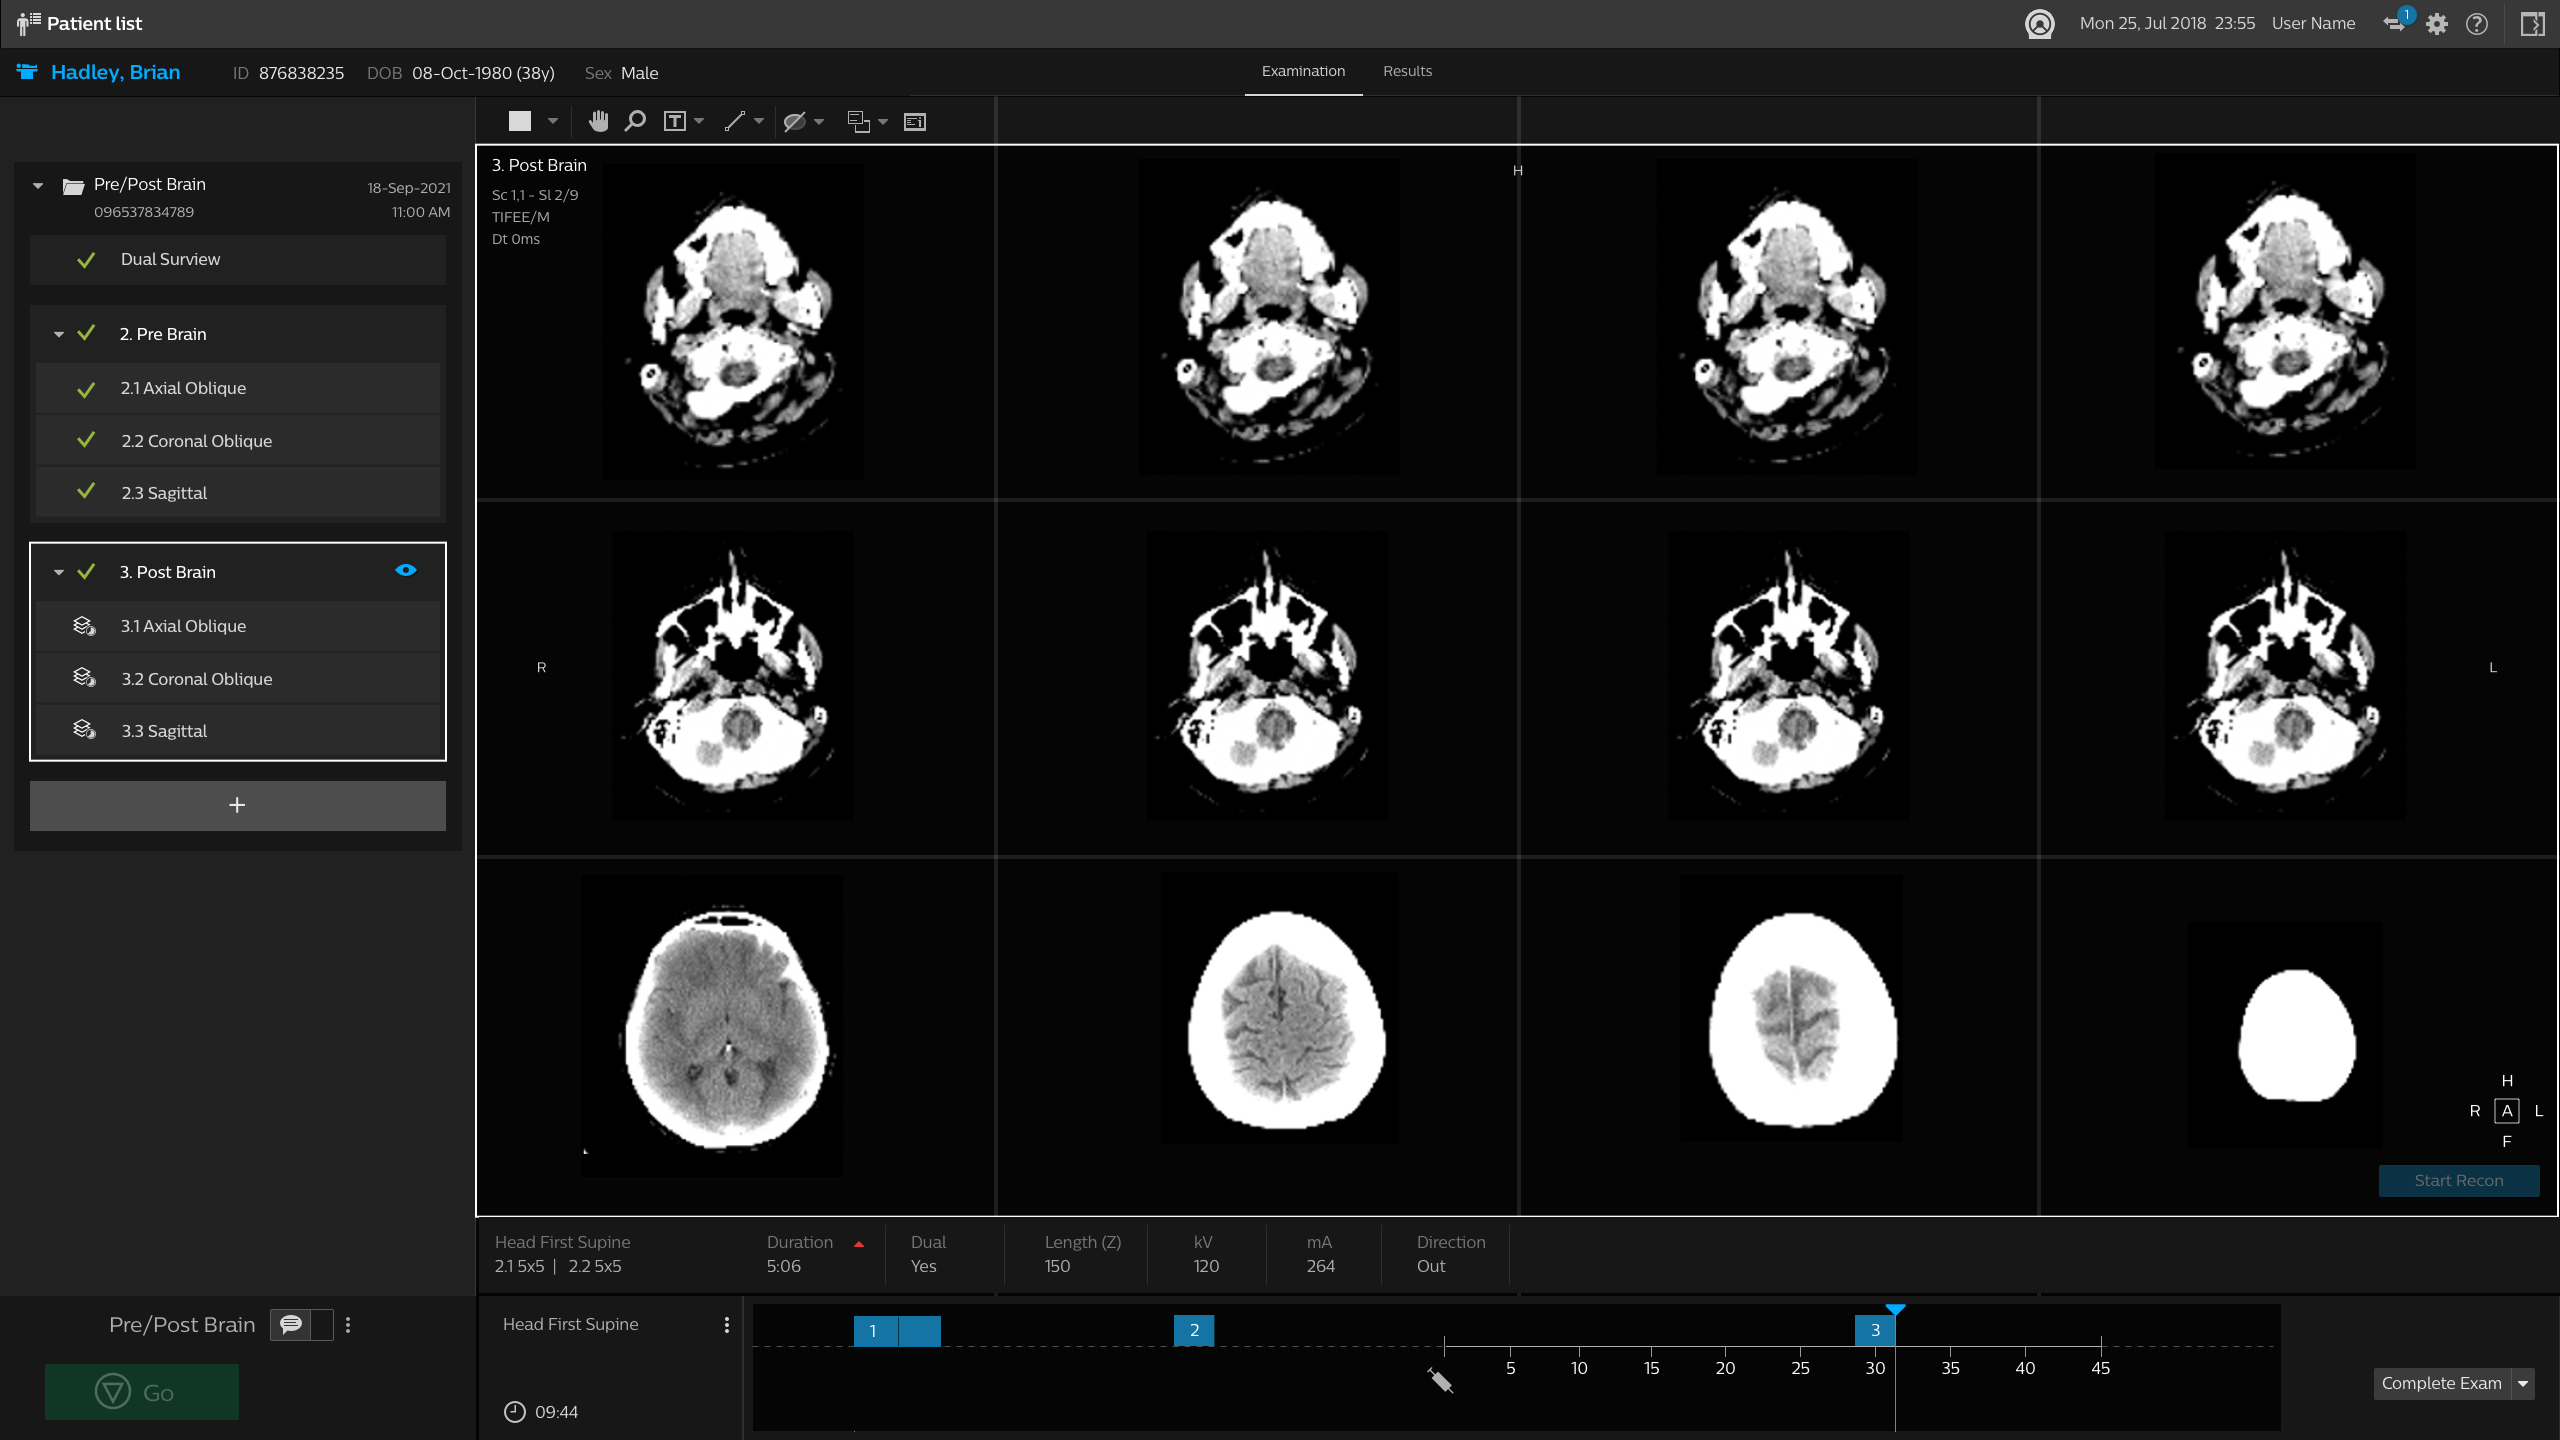 Patient list
Mon 25, Jul 2018 23:55 User Name 1
Hadley, Brian ID 876838235 DOB 08-Oct-1980 (38y) Sex Male
Examination Results
Pre/Post Brain 18-Sep-2021
096537834789 11:00 AM
Dual Surview
2. Pre Brain
2.1 Axial Oblique
2.2 Coronal Oblique
2.3 Sagittal
3. Post Brain
3.1 Axial Oblique
3.2 Coronal Oblique
3.3 Sagittal
+
T
3. Post Brain
Sc 1,1 - Sl 2/9
TIFEE/M
Dt 0ms
H
R
L
H
R A L
F
Start Recon
Head First Supine Duration Dual Length (Z) kV mA Direction
2.1 5x5 | 2.2 5x5 5:06 Yes 150 120 264 Out
Pre/Post Brain
Go
Head First Supine
09:44
1 2 3
5 10 15 20 25 30 35 40 45
Complete Exam